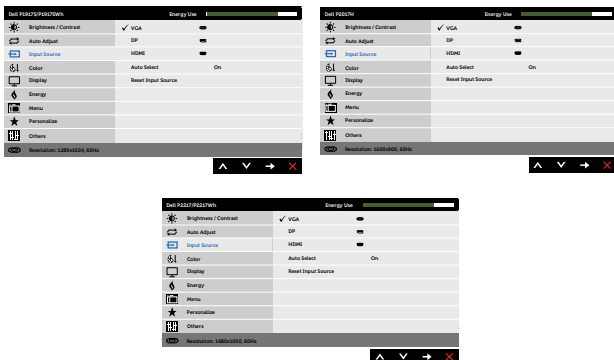 Dell P1917S/P1917SWh Energy Use
Brightness / Contrast VGA
Auto Adjust DP
Input Source HDMI
Color Auto Select On
Display Reset Input Source
Energy
Menu
Personalize
Others
Resolution: 1280x1024, 60Hz
Dell P2017H Energy Use
Brightness / Contrast VGA
Auto Adjust DP
Input Source HDMI
Color Auto Select On
Display Reset Input Source
Energy
Menu
Personalize
Others
Resolution: 1600x900, 60Hz
Dell P2217/P2217Wh Energy Use
Brightness / Contrast VGA
Auto Adjust DP
Input Source HDMI
Color Auto Select On
Display Reset Input Source
Energy
Menu
Personalize
Others
Resolution: 1680x1050, 60Hz